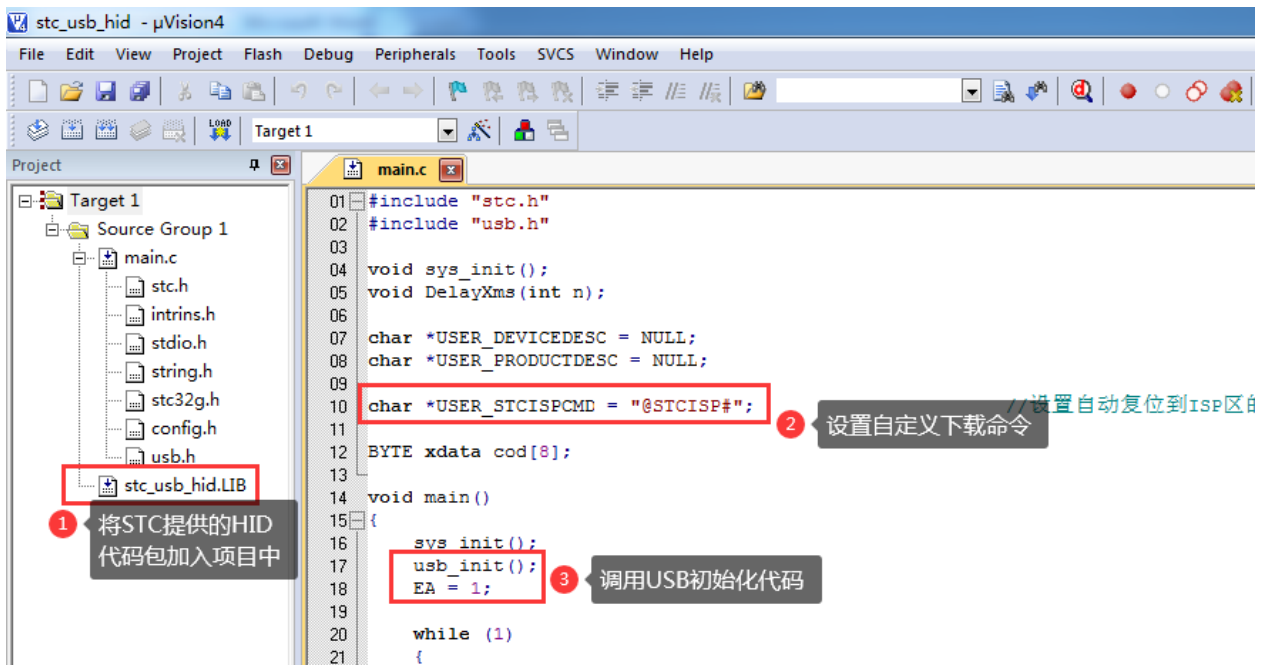 stc_usb_hid - µVision4
File Edit View Project Flash Debug Peripherals Tools SVCS Window Help
LOAD
Target 1
Project
main.c
Target 1
Source Group 1
main.c
stc.h
intrins.h
stdio.h
string.h
stc32g.h
config.h
usb.h
stc_usb_hid.LIB
1 将STC提供的HID
代码包加入项目中
01 #include "stc.h"
02 #include "usb.h"
03
04 void sys_init();
05 void DelayXms(int n);
06
07 char *USER_DEVICEDESC = NULL;
08 char *USER_PRODUCTDESC = NULL;
09
10 char *USER_STCISPCMD = "@STCISP#"; //设置自动复位到ISP区的
2 设置自定义下载命令
11
12 BYTE xdata cod[8];
13
14 void main()
15 {
16 sys_init();
17 usb_init();
18 EA = 1;
3 调用USB初始化代码
19
20 while (1)
21 {